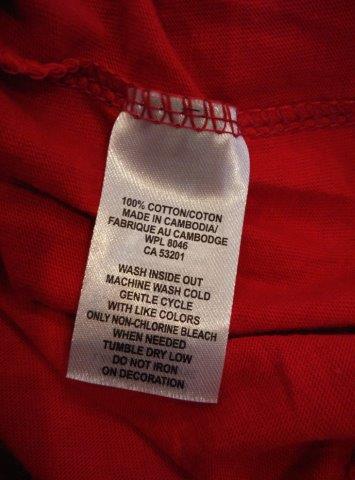 100% COTTON/COTON
MADE IN CAMBODIA/
FABRIQUE AU CAMBODGE
WPL 8046
CA 53201
WASH INSIDE OUT
MACHINE WASH COLD
GENTLE CYCLE
WITH LIKE COLORS
ONLY NON-CHLORINE BLEACH
WHEN NEEDED
TUMBLE DRY LOW
DO NOT IRON
ON DECORATION